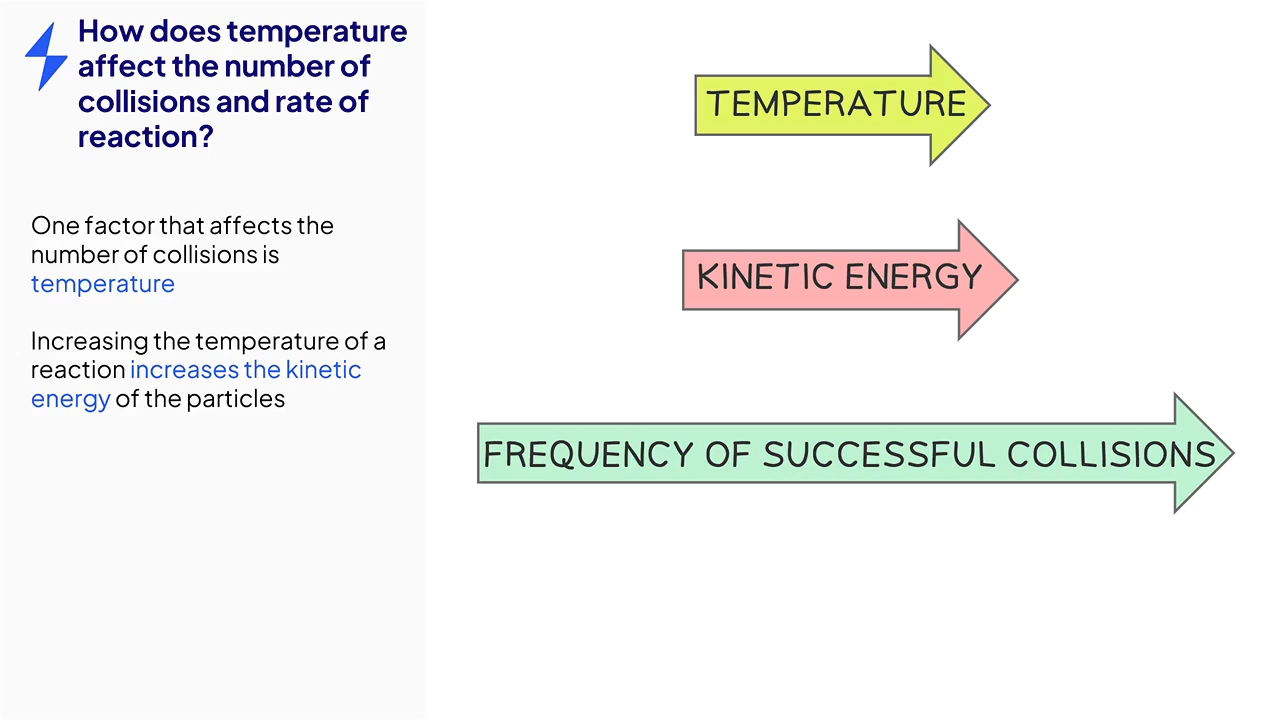 How does temperature
affect the number of
collisions and rate of
reaction?
One factor that affects the
number of collisions is
temperature
Increasing the temperature of a
reaction increases the kinetic
energy of the particles
TEMPERATURE
KINETIC ENERGY
FREQUENCY OF SUCCESSFUL COLLISIONS